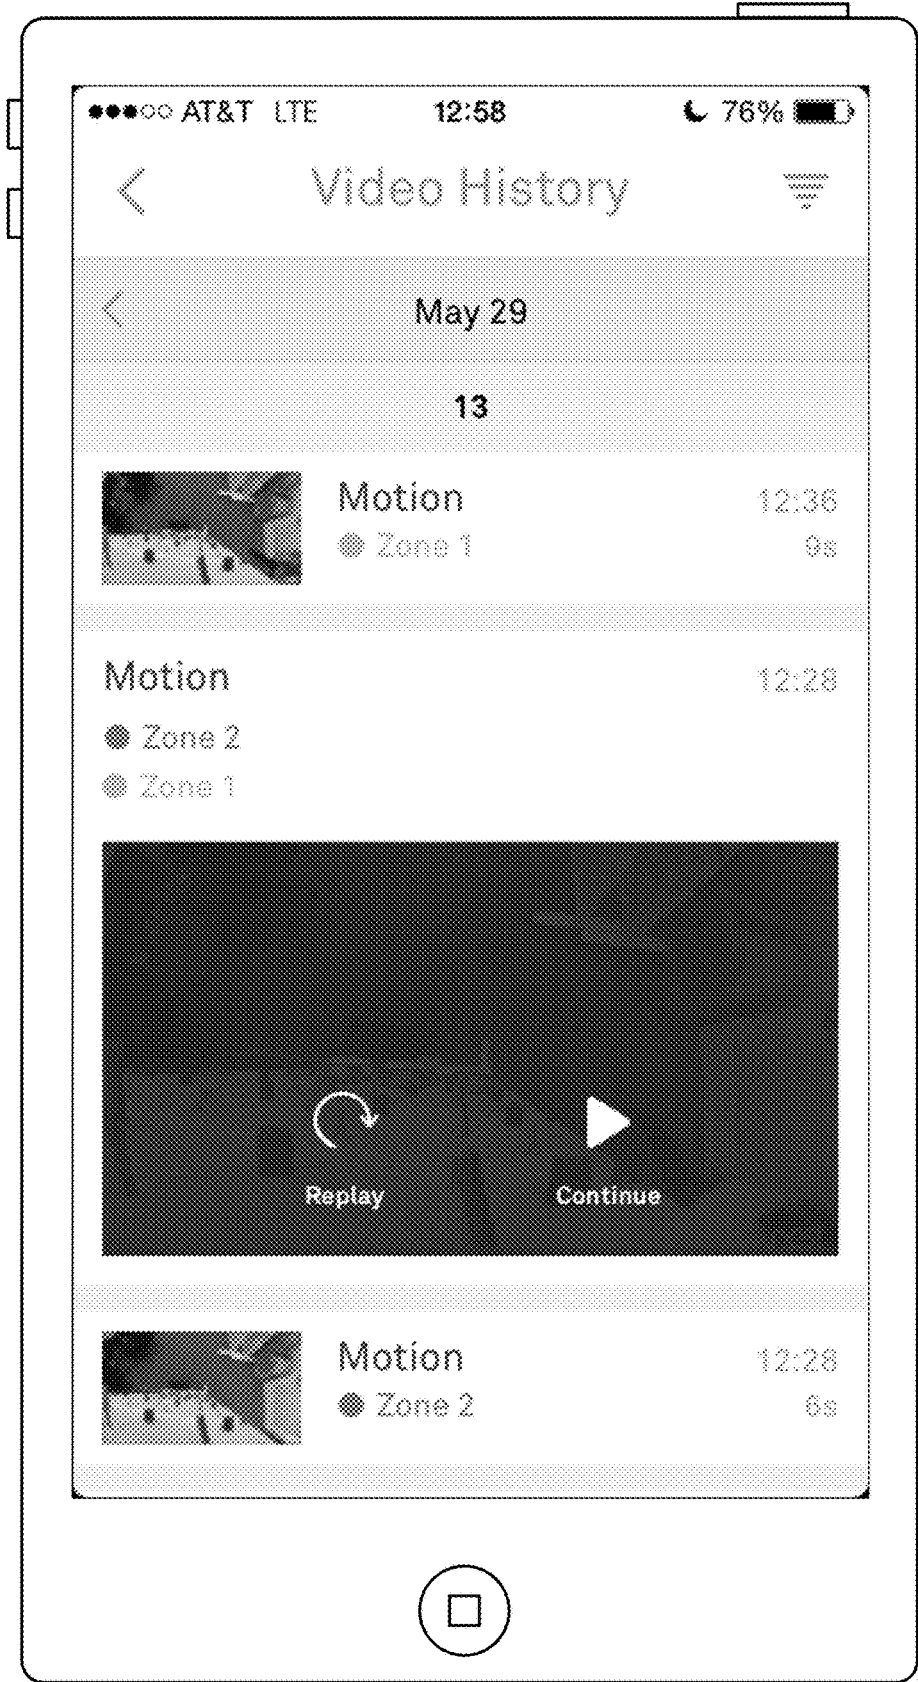 AT&T LTE 12:58 76%
Video History
May 29
13
Motion 12:36
Zone 1 9s
Motion 12:28
Zone 2
Zone 1
Replay Continue
Motion 12:28
Zone 2 6s